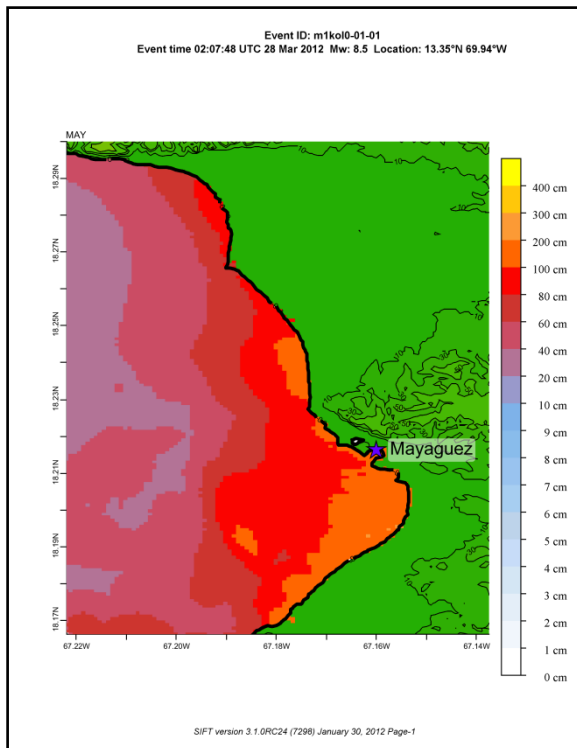 Event ID: m1kol0-01-01
Event time 02:07:48 UTC 28 Mar 2012 Mw: 8.5 Location: 13.35°N 69.94°W
MAY
18.29N
18.27N
18.25N
18.23N
18.21N
18.19N
18.17N
Mayaguez
67.22W
67.20W
67.18W
67.16W
67.14W
400 cm
300 cm
200 cm
100 cm
80 cm
60 cm
40 cm
20 cm
10 cm
9 cm
8 cm
7 cm
6 cm
5 cm
4 cm
3 cm
2 cm
1 cm
0 cm
SIFT version 3.1.0RC24 (7298) January 30, 2012 Page-1